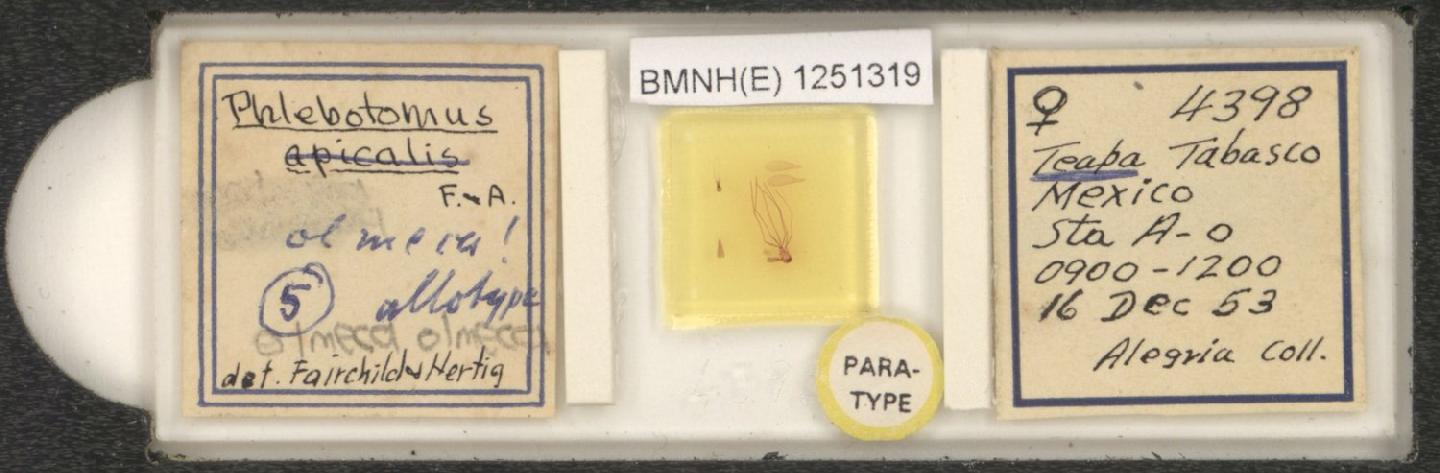 Phlebotomus
apicalis
F. & A.
olmeca!
5 allotype
olmeca olmeca
det. Fairchild & Hertig
BMNH(E) 1251319
PARA-
TYPE
♀ 4398
Teapa Tabasco
Mexico
Sta A-0
0900-1200
16 Dec 53
Alegria Coll.